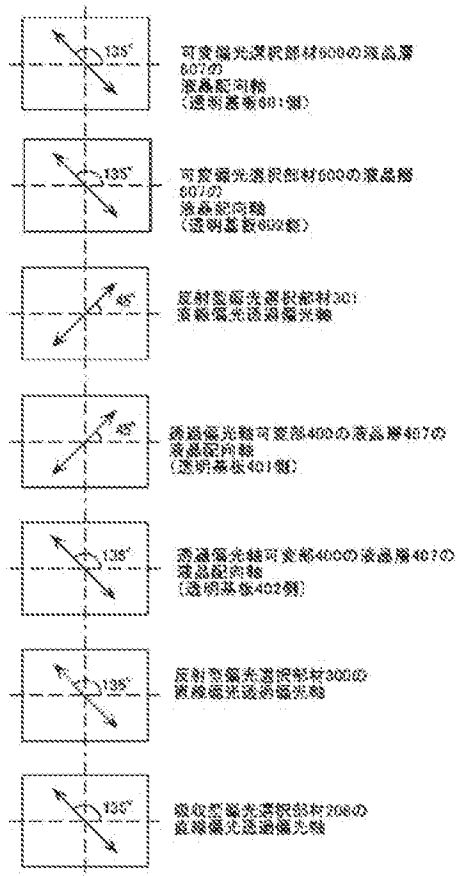 135°
可変偏光選択部材600の液晶層
607の
液晶配向軸
(透明基板601側)
135°
可変偏光選択部材600の液晶層
607の
液晶配向軸
(透明基板602側)
45°
反射型偏光選択部材301
直線偏光透過偏光軸
45°
透過偏光軸可変部400の液晶層407の
液晶配向軸
(透明基板401側)
135°
透過偏光軸可変部400の液晶層407の
液晶配向軸
(透明基板402側)
135°
反射型偏光選択部材300の
直線偏光透過偏光軸
135°
吸収型偏光選択部材208の
直線偏光透過偏光軸